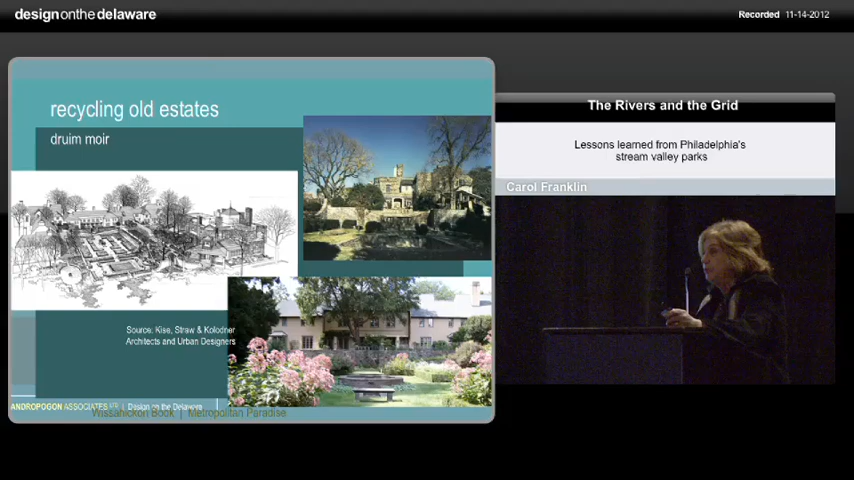 designonthedelaware
Recorded 11-14-2012
recycling old estates
druim moir
Source: Kise, Straw & Kolodner
Architects and Urban Designers
ANDROPOGON ASSOCIATES LTD | Design on the Delaware
Wissahickon Book | Metropolitan Paradise
The Rivers and the Grid
Lessons learned from Philadelphia's
stream valley parks
Carol Franklin